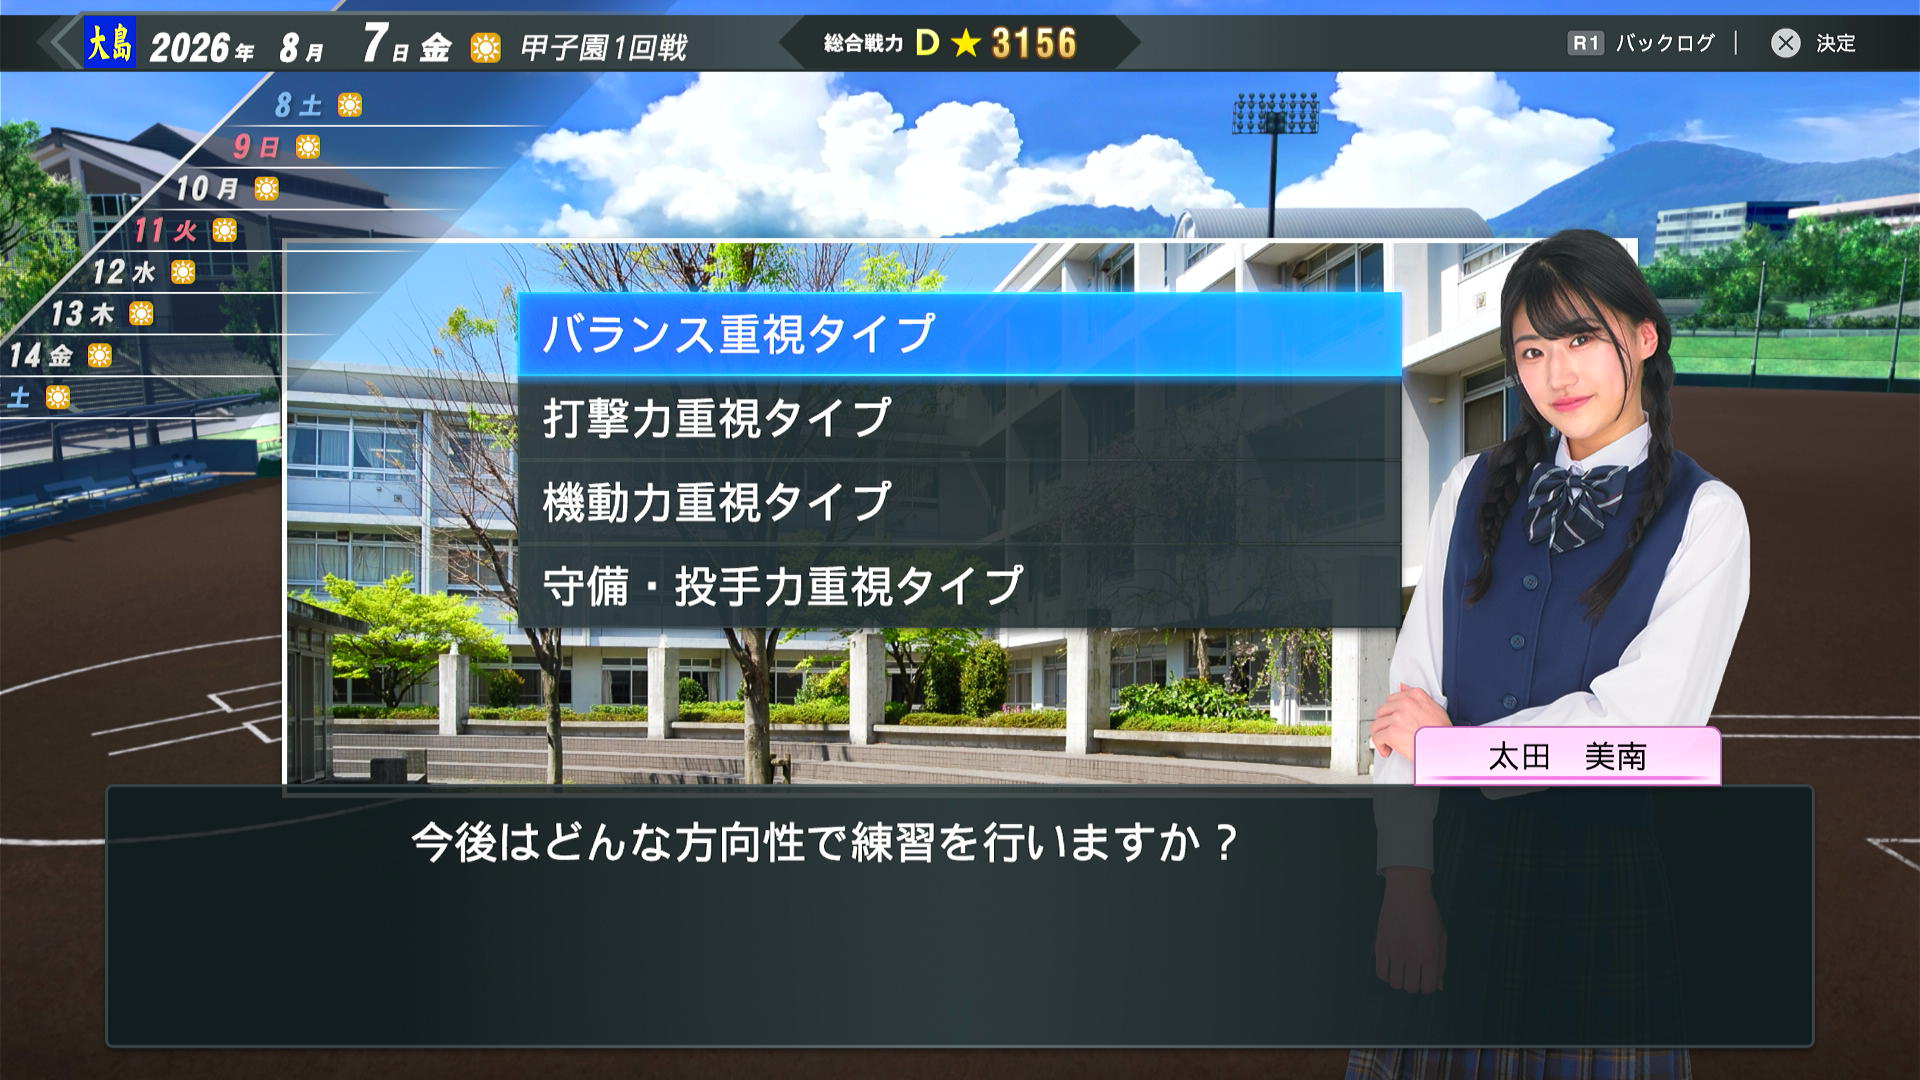 大島 2026年 8月 7日 金 甲子園1回戦
総合戦力 D ★ 3156
R1 バックログ | 決定
8 土
9 日
10 月
11 火
12 水
13 木
14 金
土
バランス重視タイプ
打撃力重視タイプ
機動力重視タイプ
守備・投手力重視タイプ
太田 美南
今後はどんな方向性で練習を行いますか？